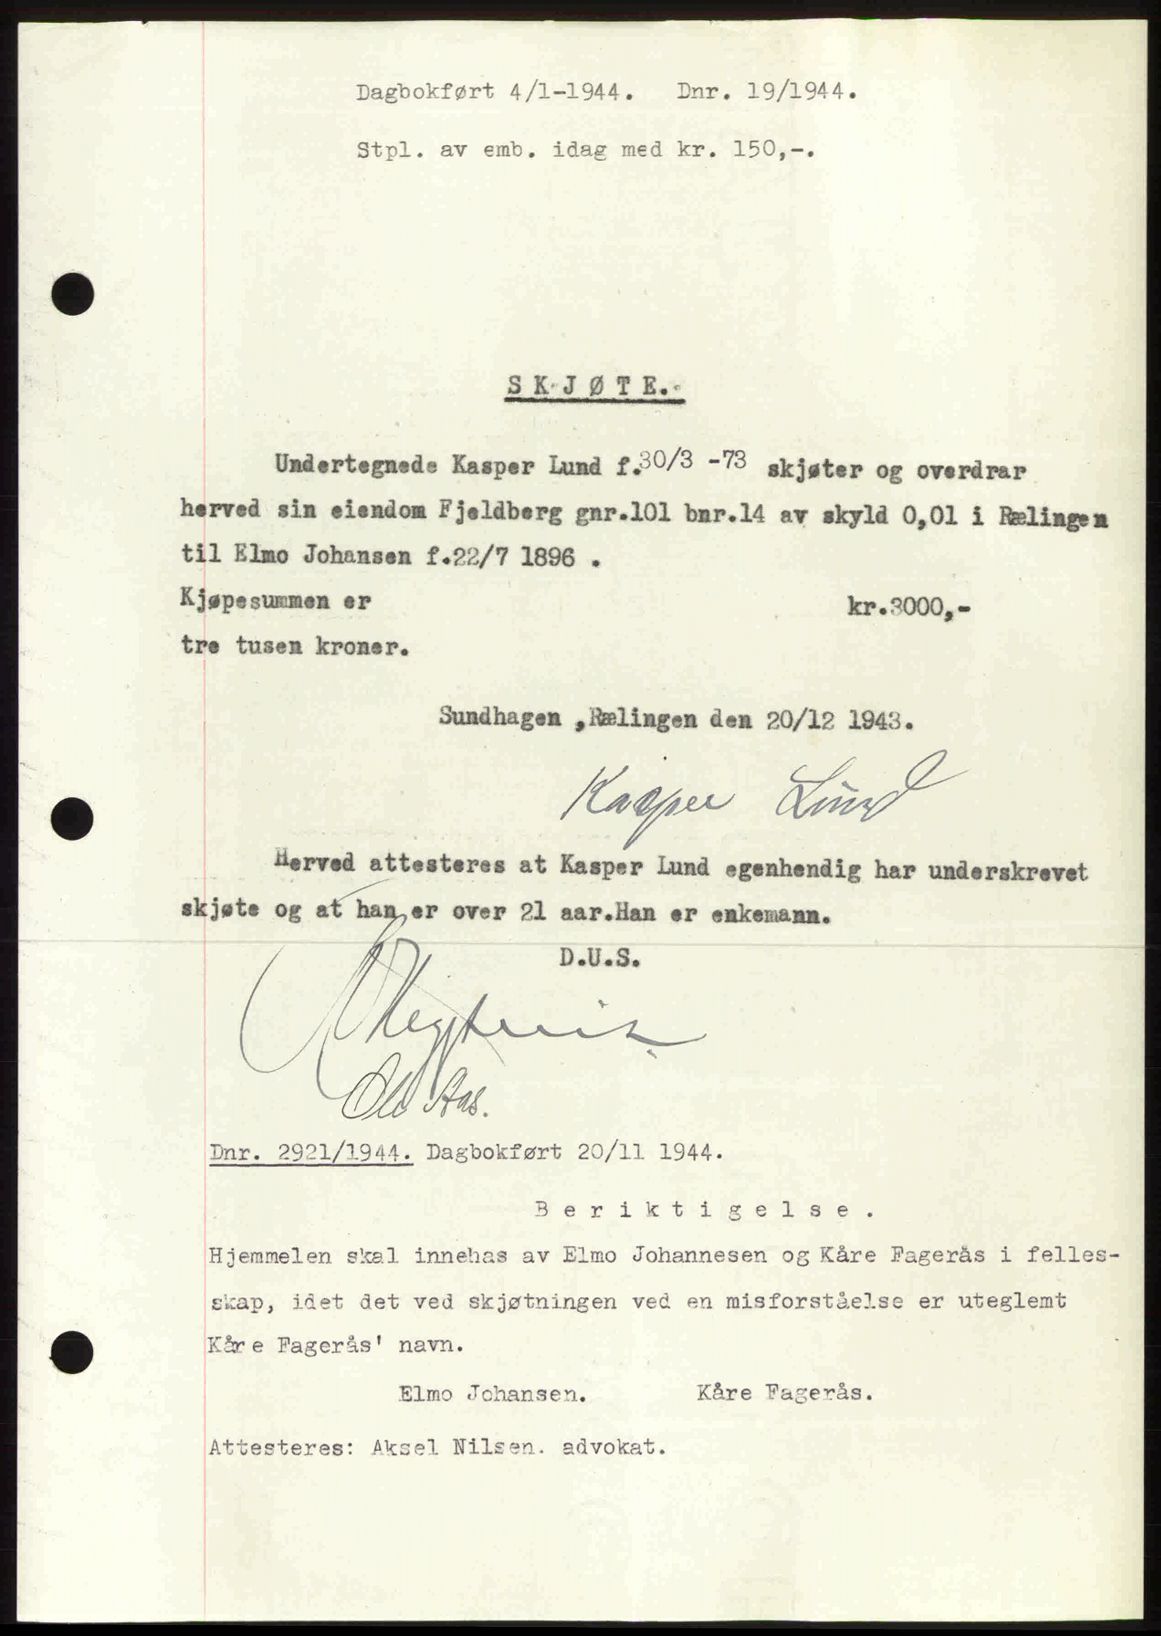 Dagbokført 4/1-1944. Dnr. 19/1944.
Stpl. av emb. idag med kr. 150,-.
SKJØTE.
Undertegnede Kasper Lund f.30/3 -73 skjøter og overdrar
herved sin eiendom Fjeldberg gnr.101 bnr.14 av skyld 0,01 i Rælingen
til Elmo Johansen f.22/7 1896 .
Kjøpesummen er kr.3000,-
tre tusen kroner.
Sundhagen ,Rælingen den 20/12 1943.
Kasper Lund
Herved attesteres at Kasper Lund egenhendig har underskrevet
skjøte og at han er over 21 aar.Han er enkemann.
D.U.S.
Ole Aas.
Dnr. 2921/1944. Dagbokført 20/11 1944.
Beriktigelse.
Hjemmelen skal innehas av Elmo Johannesen og Kåre Fagerås i felles-
skap, idet det ved skjøtningen ved en misforståelse er uteglemt
Kåre Fagerås' navn.
Elmo Johansen. Kåre Fagerås.
Attesteres: Aksel Nilsen. advokat.